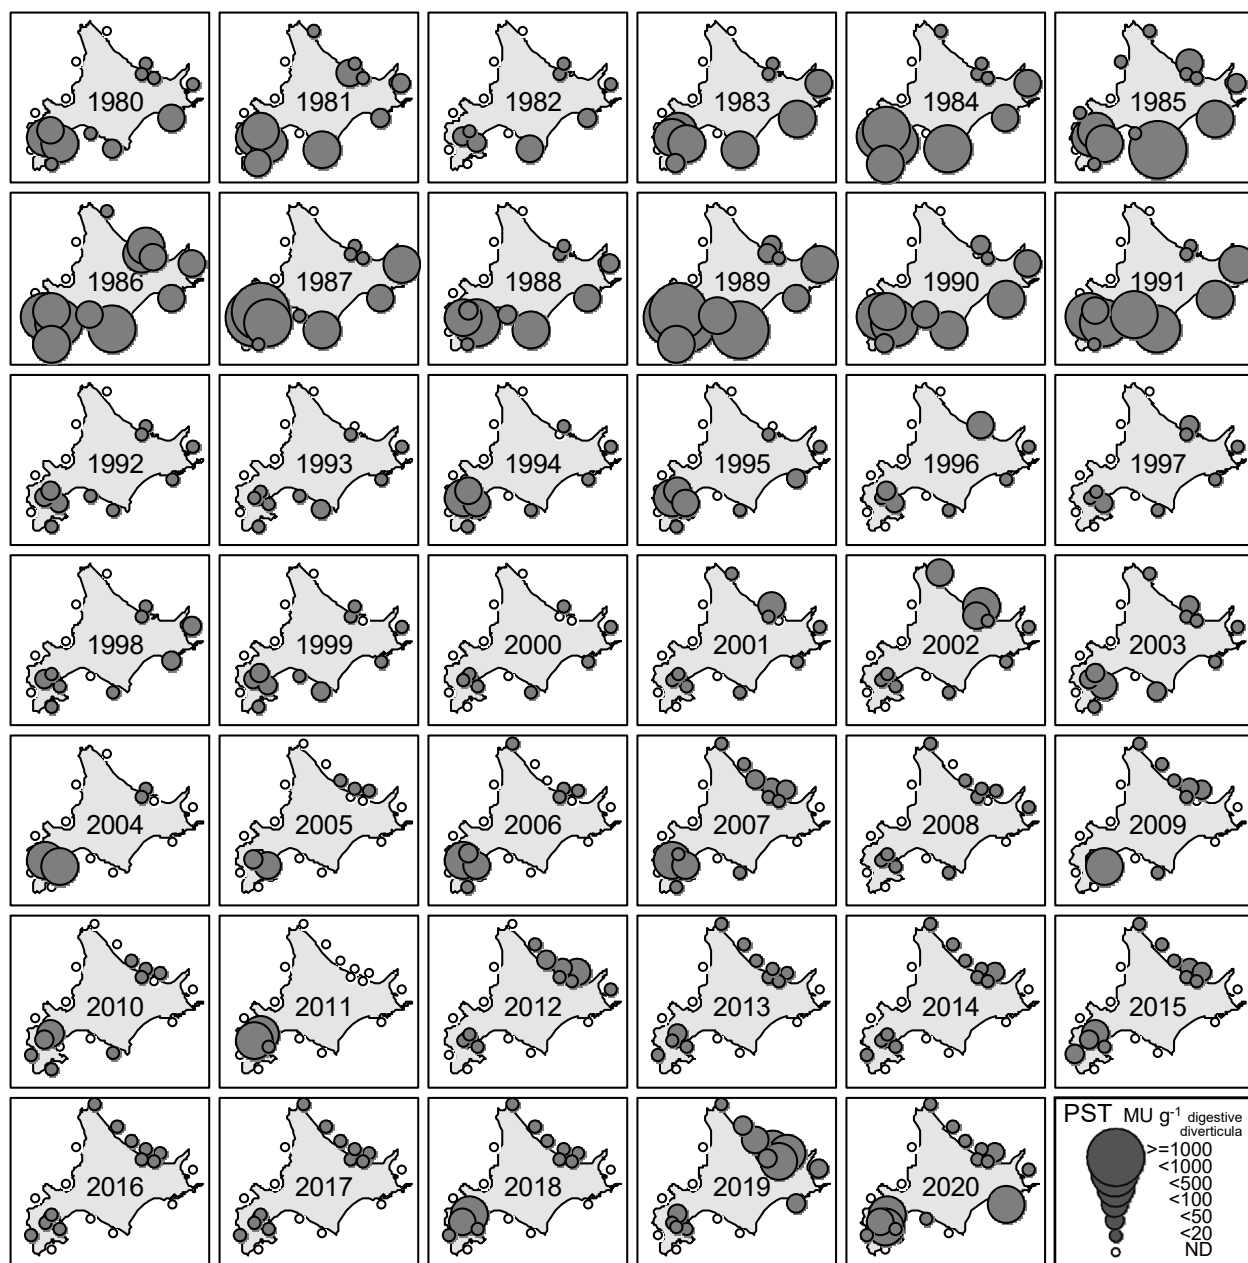 1980 1981 1982 1983 1984 1985
1986 1987 1988 1989 1990 1991
1992 1993 1994 1995 1996 1997
1998 1999 2000 2001 2002 2003
2004 2005 2006 2007 2008 2009
2010 2011 2012 2013 2014 2015
2016 2017 2018 2019 2020
PST MU g⁻¹ digestive
diverticula
>=1000
<1000
<500
<100
<50
<20
ND